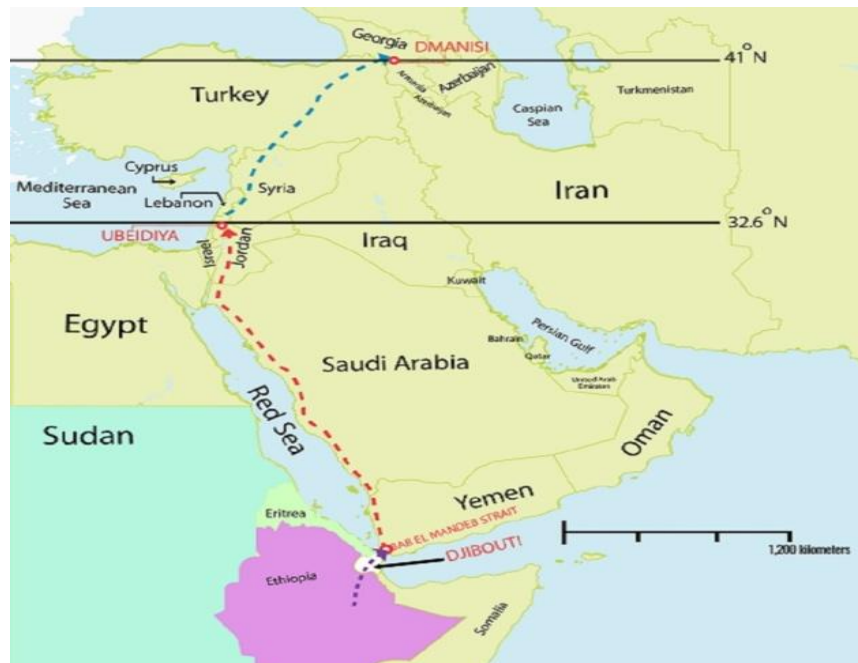 Georgia
DMANISI
41°N
Armenia
Azerbaijan
Azerbaijan
Turkey
Caspian
Sea
Turkmenistan
Cyprus
Mediterranean
Sea
Lebanon
Syria
Iran
32.6°N
UBEIDIYA
Israel
Jordan
Iraq
Kuwait
Egypt
Persian Gulf
Bahrain
Qatar
United Arab
Emirates
Saudi Arabia
Red Sea
Oman
Sudan
Yemen
Eritrea
BAB EL MANDEB STRAIT
DJIBOUT!
1,200 kilometers
Ethiopia
Somalia